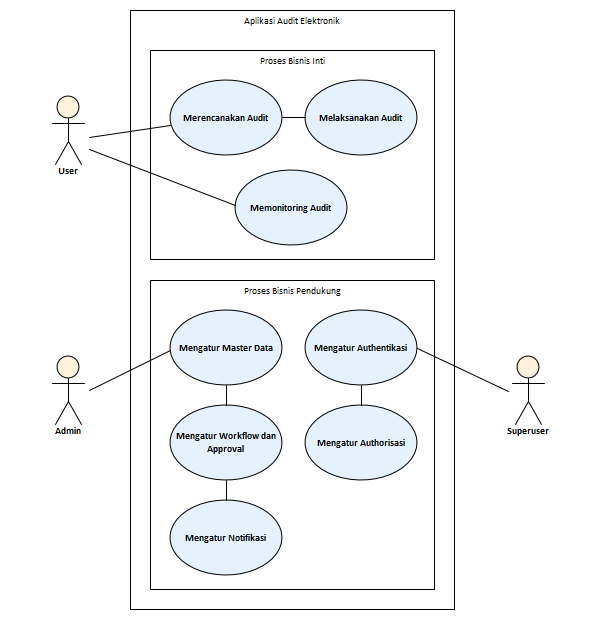 Aplikasi Audit Elektronik
Proses Bisnis Inti
Merencanakan Audit
Melaksanakan Audit
User
Memonitoring Audit
Proses Bisnis Pendukung
Mengatur Master Data
Mengatur Authentikasi
Admin
Superuser
Mengatur Workflow dan
Approval
Mengatur Authorisasi
Mengatur Notifikasi